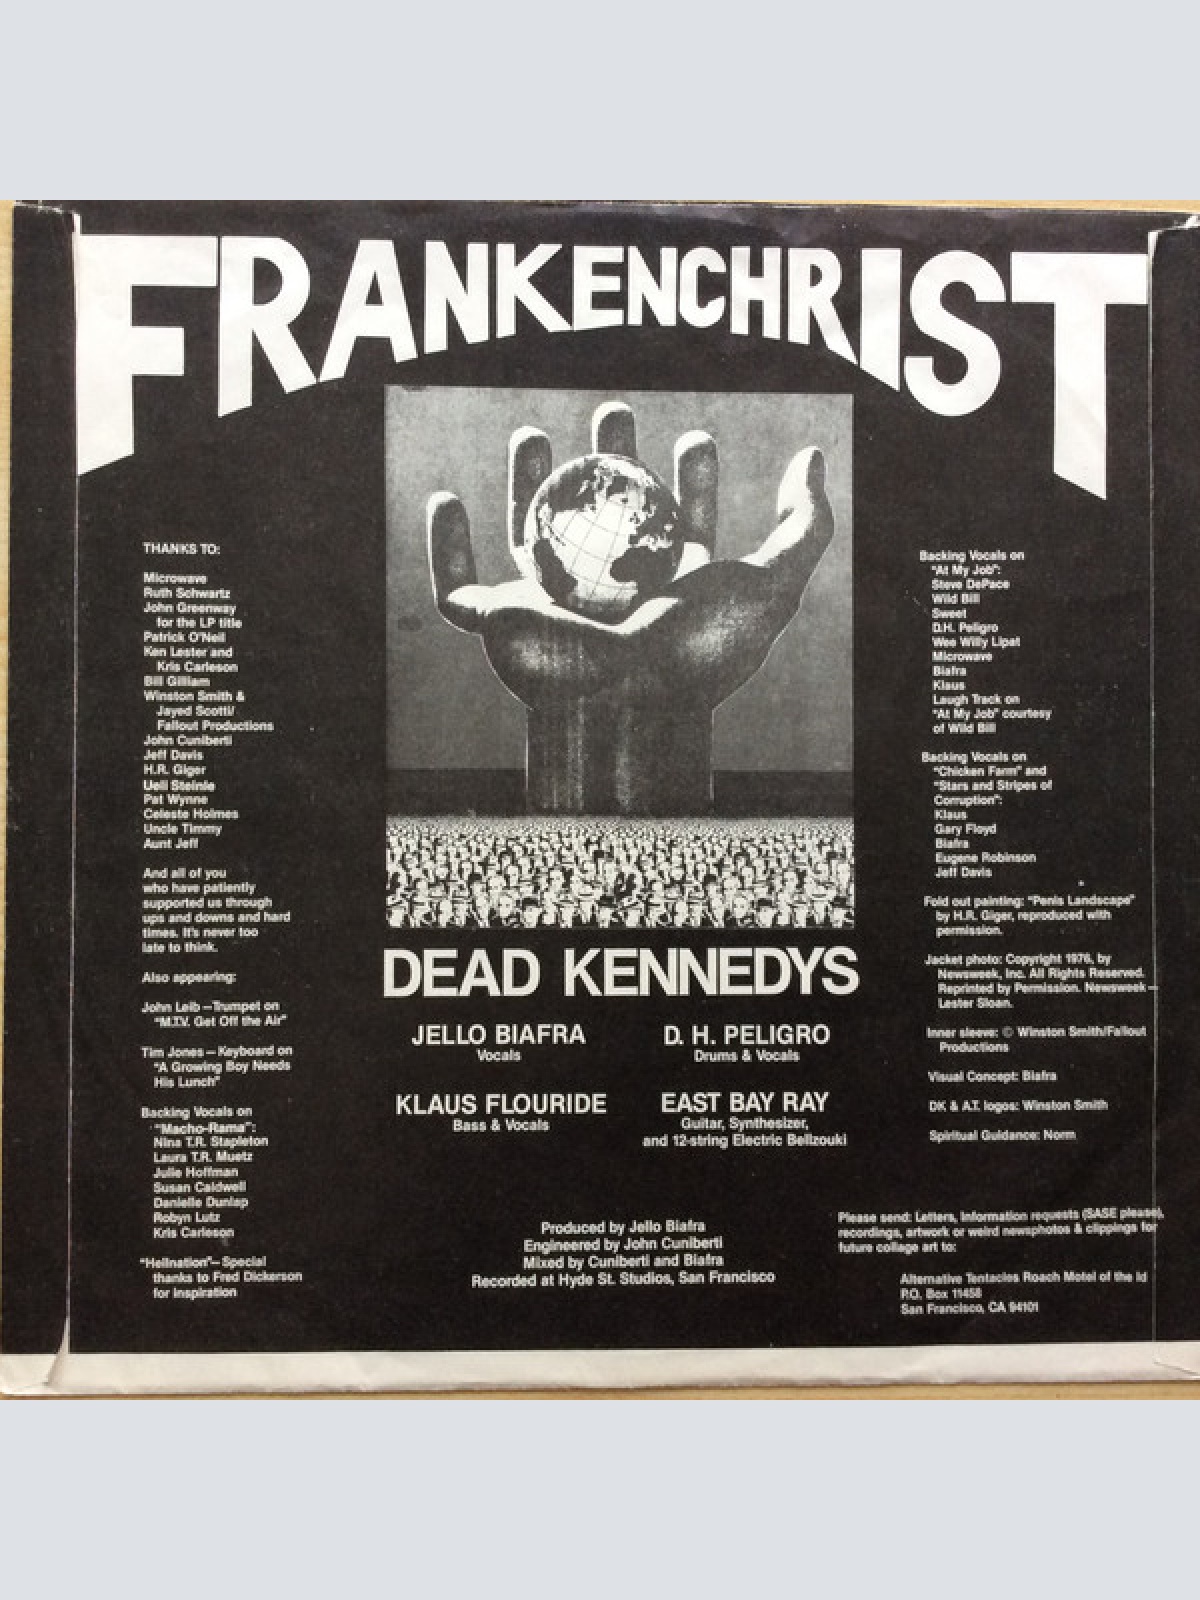 FRANKENCHRIST
THANKS TO:
Microwave
Ruth Schwartz
John Greenway
for the LP title
Patrick O'Neil
Ken Lester and
Kris Carleson
Bill Gilliam
Winston Smith &
Jayed Scotti/
Fallout Productions
John Cuniberti
Jeff Davis
H.R. Giger
Ueli Steinle
Pat Wynne
Celeste Holmes
Uncle Timmy
Aunt Jeff
And all of you
who have patiently
supported us through
ups and downs and hard
times. It's never too
late to think.
Also appearing:
John Leib – Trumpet on
"M.T.V. Get Off the Air"
Tim Jones – Keyboard on
"A Growing Boy Needs
His Lunch"
Backing Vocals on
"Macho-Rama":
Nina T.R. Stapleton
Laura T.R. Muetz
Julie Hoffman
Susan Caldwell
Danielle Dunlap
Robyn Lutz
Kris Carleson
"Hellnation" – Special
thanks to Fred Dickerson
for inspiration
DEAD KENNEDYS
JELLO BIAFRA
Vocals
D. H. PELIGRO
Drums & Vocals
KLAUS FLOURIDE
Bass & Vocals
EAST BAY RAY
Guitar, Synthesizer,
and 12-string Electric Bellzouki
Produced by Jello Biafra
Engineered by John Cuniberti
Mixed by Cuniberti and Biafra
Recorded at Hyde St. Studios, San Francisco
Backing Vocals on
"At My Job":
Steve DePace
Wild Bill
Sweet
D.H. Peligro
Wee Willy Lipat
Microwave
Biafra
Klaus
Laugh Track on
"At My Job" courtesy
of Wild Bill
Backing Vocals on
"Chicken Farm" and
"Stars and Stripes of
Corruption":
Klaus
Gary Floyd
Biafra
Eugene Robinson
Jeff Davis
Fold out painting: "Penis Landscape"
by H.R. Giger, reproduced with
permission.
Jacket photo: Copyright 1976, by
Newsweek, Inc. All Rights Reserved.
Reprinted by Permission. Newsweek –
Lester Sloan.
Inner sleeve: © Winston Smith/Fallout
Productions
Visual Concept: Biafra
DK & A.T. logos: Winston Smith
Spiritual Guidance: Norm
Please send: Letters, information requests (SASE please),
recordings, artwork or weird newsphotos & clippings for
future collage art to:
Alternative Tentacles Roach Motel of the Id
P.O. Box 11458
San Francisco, CA 94101